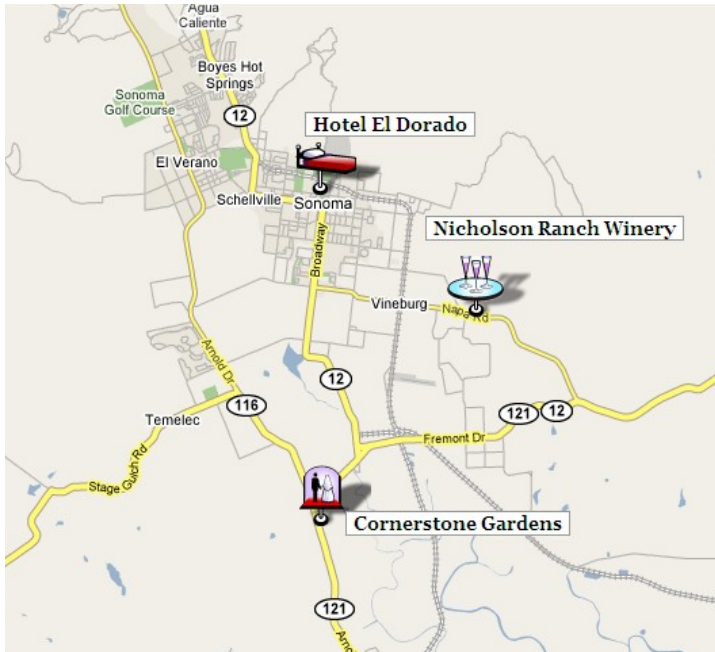 Agua
Caliente
Boyes Hot
Springs
Sonoma
Golf Course
12
Hotel El Dorado
El Verano
Schellville
Sonoma
Nicholson Ranch Winery
Broadway
Vineburg
Napa Rd
Arnold Dr
12
116
121
12
Temelec
Fremont Dr
Stage Gulch Rd
Cornerstone Gardens
121
Arno